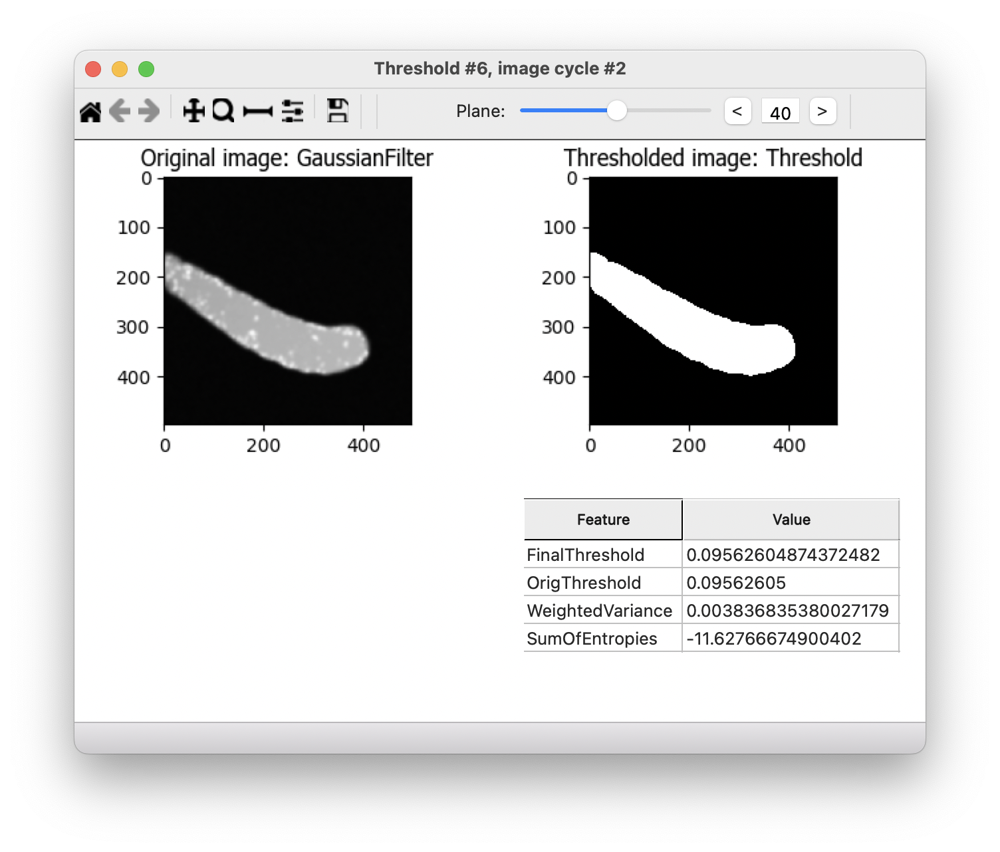 Threshold #6, image cycle #2
Plane:
<
40
>
Original image: GaussianFilter
0
100
200
300
400
0 200 400
Thresholded image: Threshold
0
100
200
300
400
0 200 400
Feature Value
FinalThreshold 0.09562604874372482
OrigThreshold 0.09562605
WeightedVariance 0.003836835380027179
SumOfEntropies -11.62766674900402